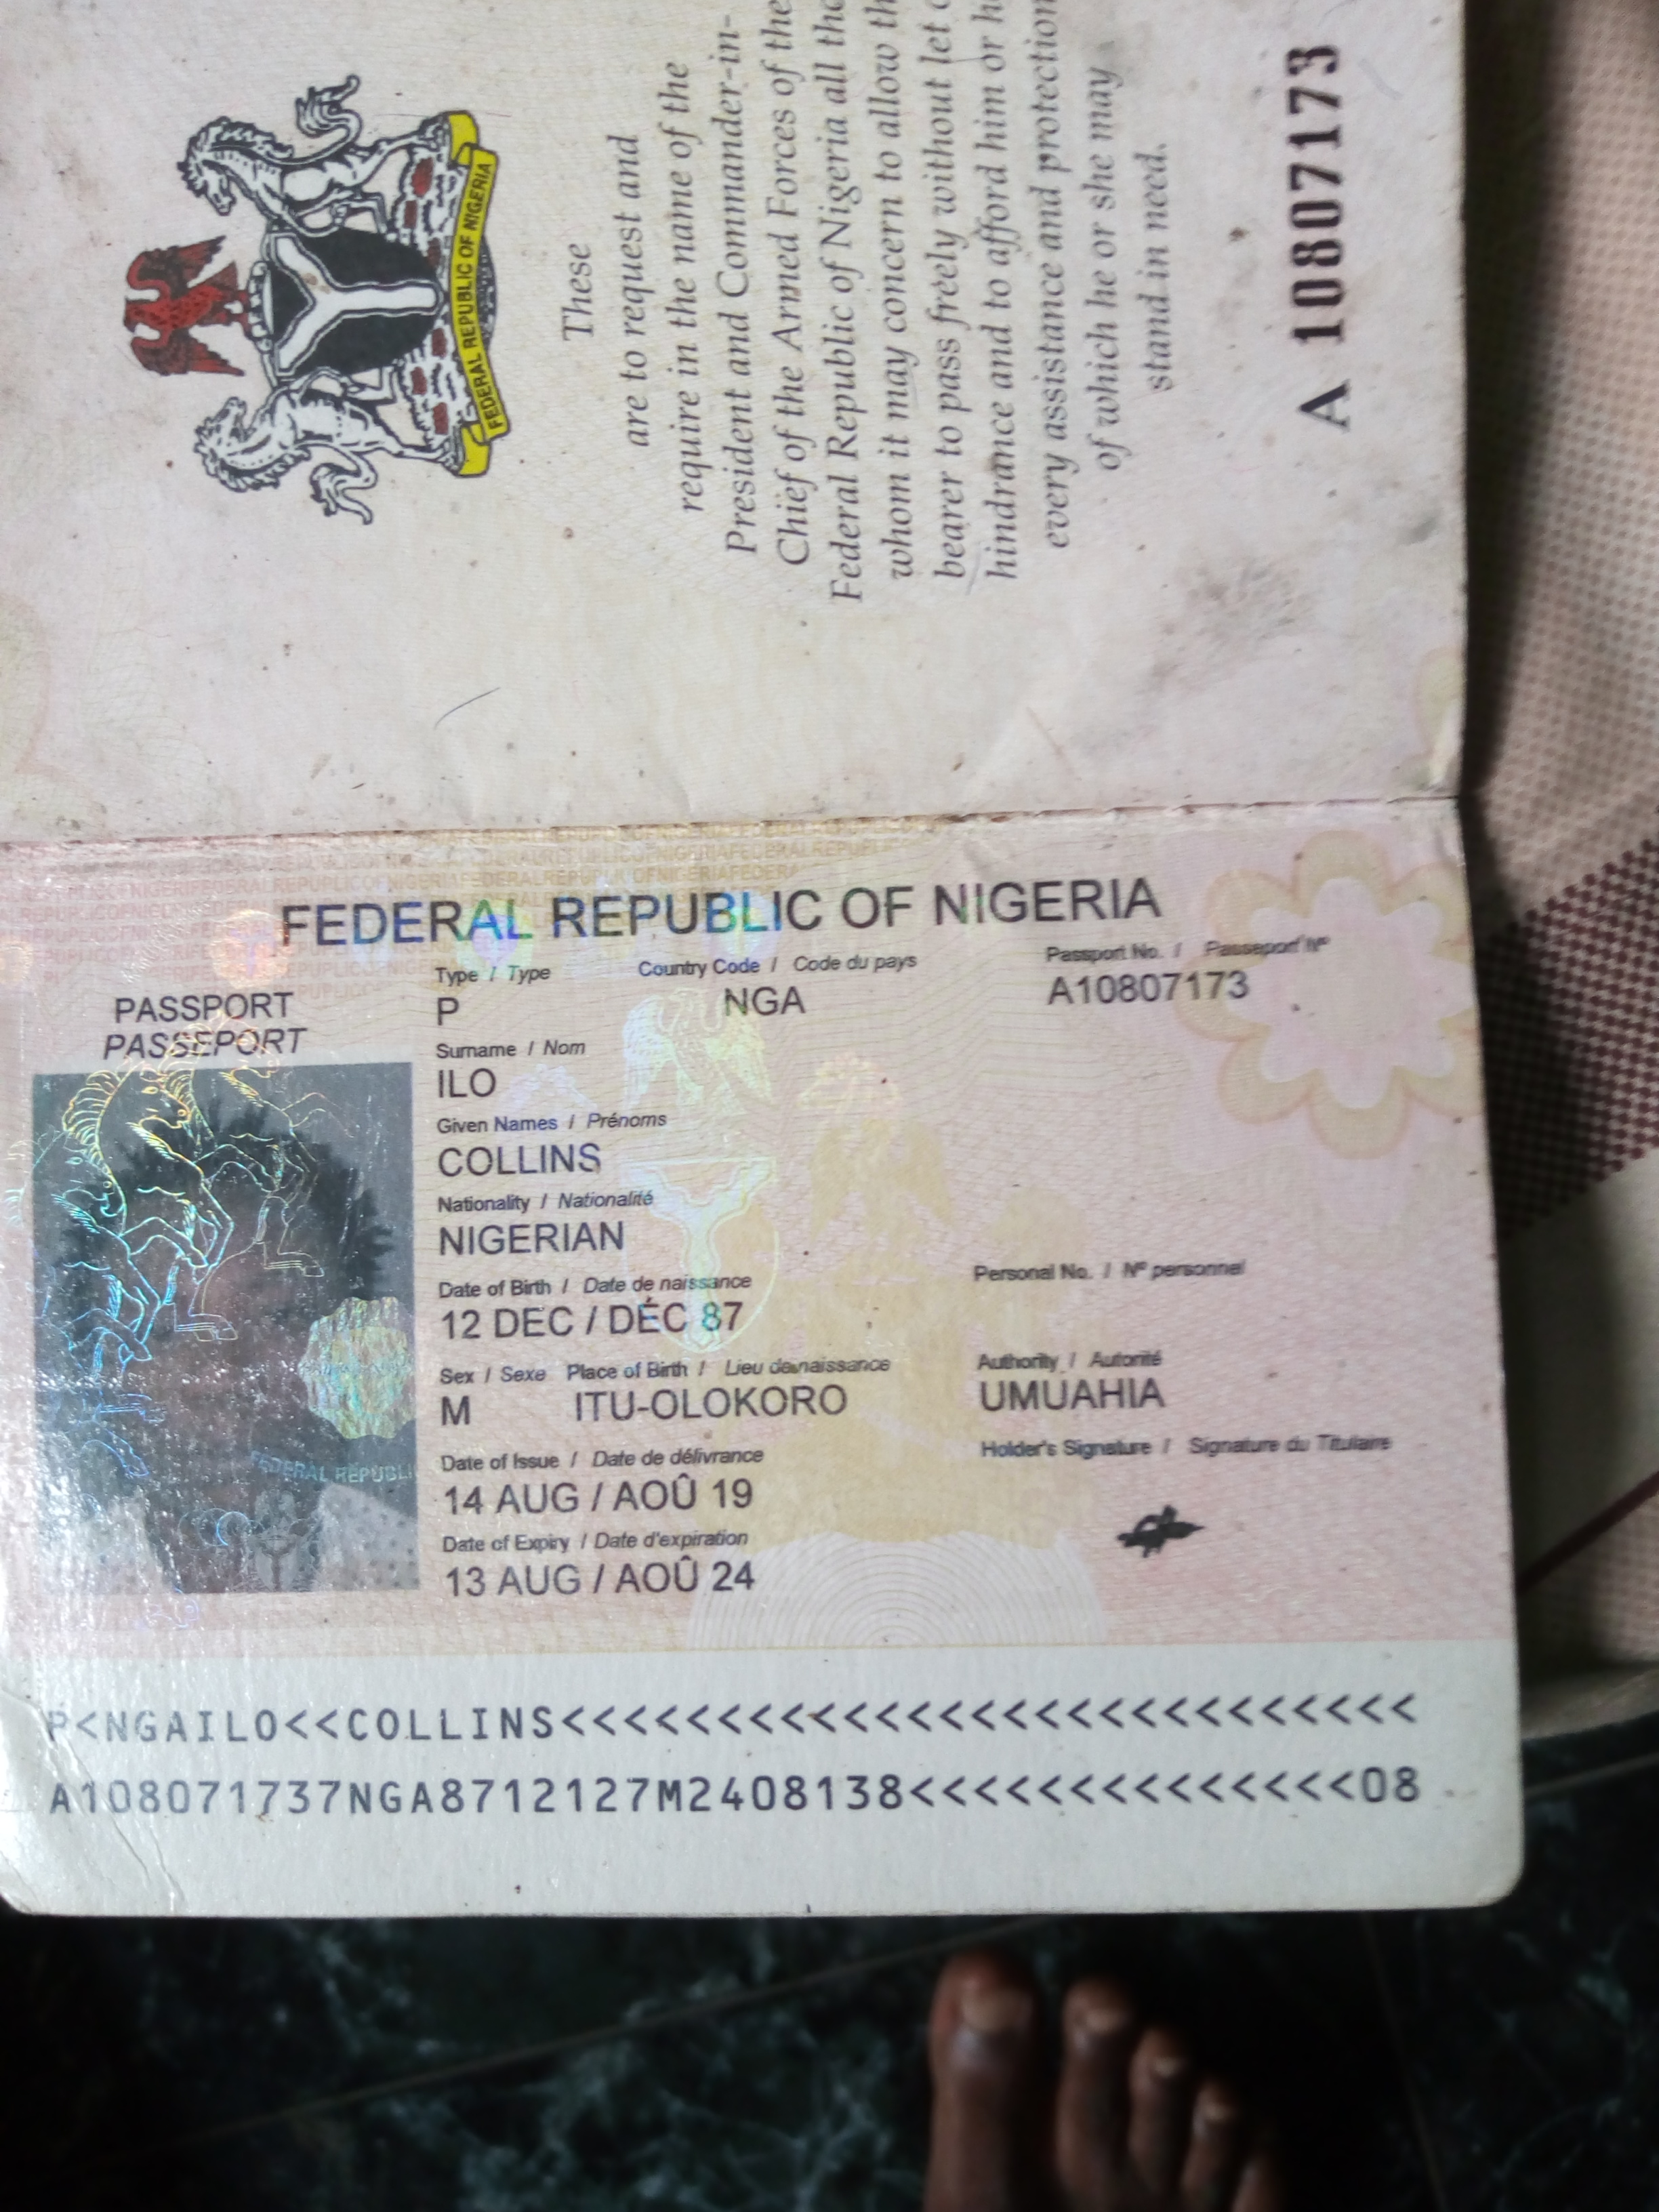 FEDERAL REPUBLIC OF NIGERIA
These
are to request and
require in the name of the
President and Commander-in-
Chief of the Armed Forces of the
Federal Republic of Nigeria all
whom it may concern to allow
bearer to pass freely without let
hindrance and to afford him or
every assistance and protection
of which he or she may
stand in need.
A 10807173
FEDERAL REPUBLIC OF NIGERIA
PASSPORT
PASSEPORT
Type / Type
P
Country Code / Code du pays
NGA
Passport No. / Passeport Nº
A10807173
Surname / Nom
ILO
Given Names / Prénoms
COLLINS
Nationality / Nationalité
NIGERIAN
Date of Birth / Date de naissance
12 DEC / DÉC 87
Personal No. / Nº personnel
Sex / Sexe
M
Place of Birth / Lieu de naissance
ITU-OLOKORO
Authority / Autorité
UMUAHIA
Date of Issue / Date de délivrance
14 AUG / AOÛ 19
Holder's Signature / Signature du Titulaire
Date of Expiry / Date d'expiration
13 AUG / AOÛ 24
FEDERAL REPUBLI
P<NGAILO<<COLLINS<<<<<<<<<<<<<<<<<<<<<<<<<<<
A108071737NGA8712127M2408138<<<<<<<<<<<<<<08